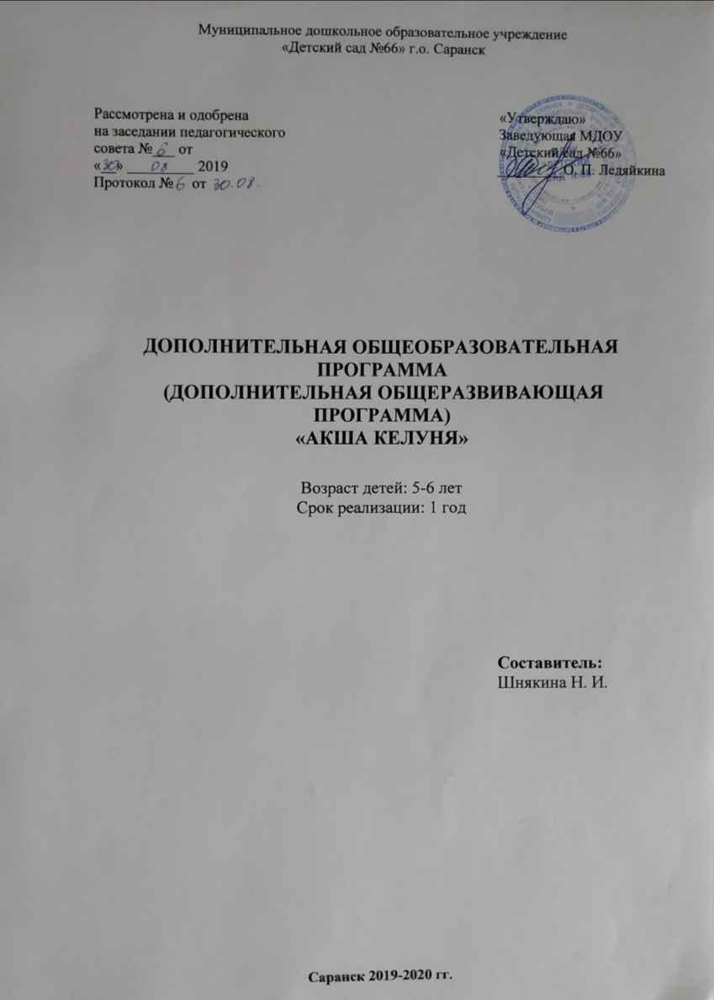 Муниципальное дошкольное образовательное учреждение
«Детский сад №66» г.о. Саранск
Рассмотрена и одобрена
на заседании педагогического
совета № 6 от
«30» 08 2019
Протокол № 6 от 30.08.
«Утверждаю»
Заведующая МДОУ
«Детский сад №66»
О. П. Ледяйкина
ДОПОЛНИТЕЛЬНАЯ ОБЩЕОБРАЗОВАТЕЛЬНАЯ
ПРОГРАММА
(ДОПОЛНИТЕЛЬНАЯ ОБЩЕРАЗВИВАЮЩАЯ
ПРОГРАММА)
«АКША КЕЛУНЯ»
Возраст детей: 5-6 лет
Срок реализации: 1 год
Составитель:
Шнякина Н. И.
Саранск 2019-2020 гг.